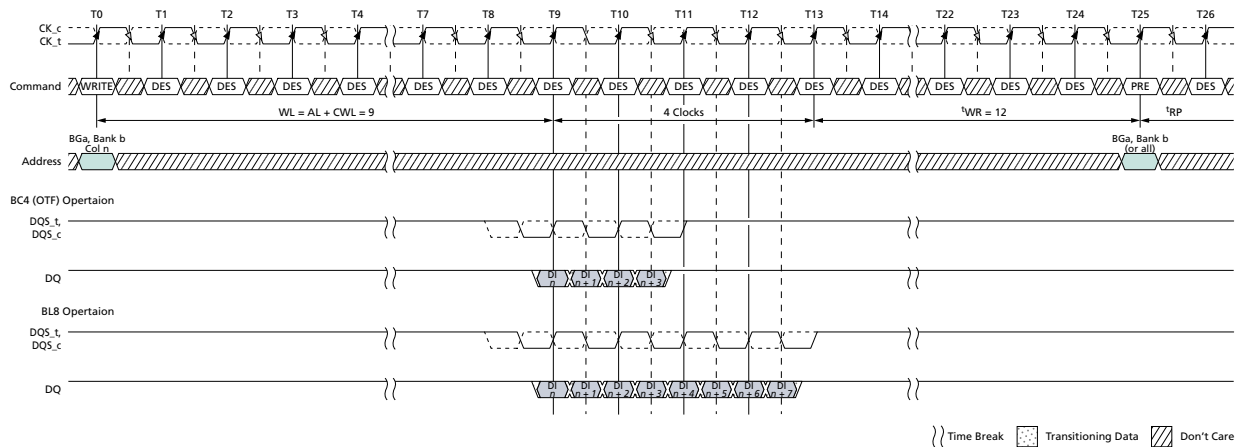 T0 T1 T2 T3 T4 T7 T8 T9 T10 T11 T12 T13 T14 T22 T23 T24 T25 T26
CK_c
CK_t
Command WRITE DES DES DES DES DES DES DES DES DES DES DES DES DES DES DES PRE DES
WL = AL + CWL = 9 4 Clocks tWR = 12 tRP
BGa, Bank b
Col n
BGa, Bank b
(or all)
Address
BC4 (OTF) Opertaion
DQS_t,
DQS_c
DQ
DI n DI n + 1 DI n + 2 DI n + 3
BL8 Opertaion
DQS_t,
DQS_c
DQ
DI n DI n + 1 DI n + 2 DI n + 3 DI n + 4 DI n + 5 DI n + 6 DI n + 7
Time Break Transitioning Data Don't Care